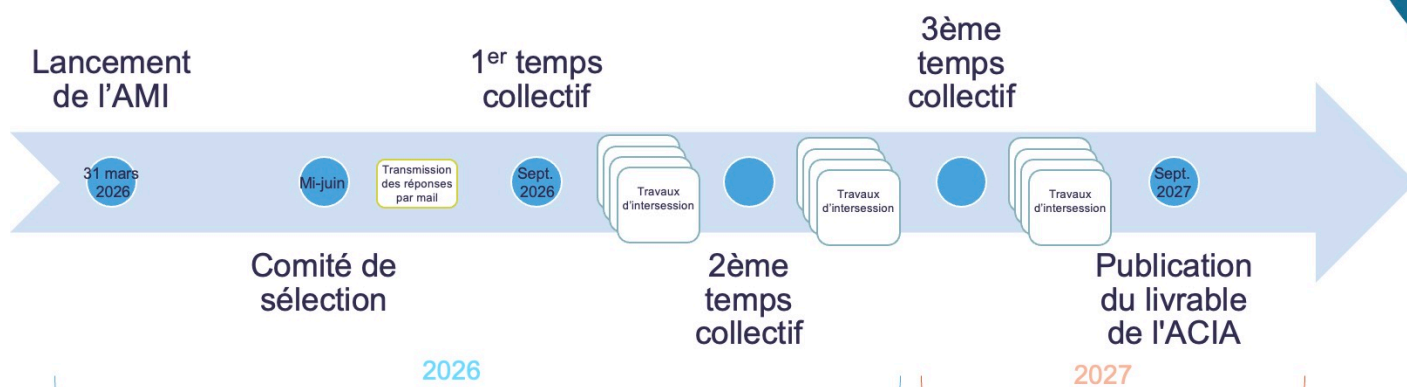 Lancement
de l’AMI
1er temps
collectif
3ème
temps
collectif
31 mars
2026
Mi-juin
Transmission
des réponses
par mail
Sept.
2026
Travaux
d’intersession
Travaux
d’intersession
Travaux
d’intersession
Sept.
2027
Comité de
sélection
2ème
temps
collectif
Publication
du livrable
de l'ACIA
2026
2027